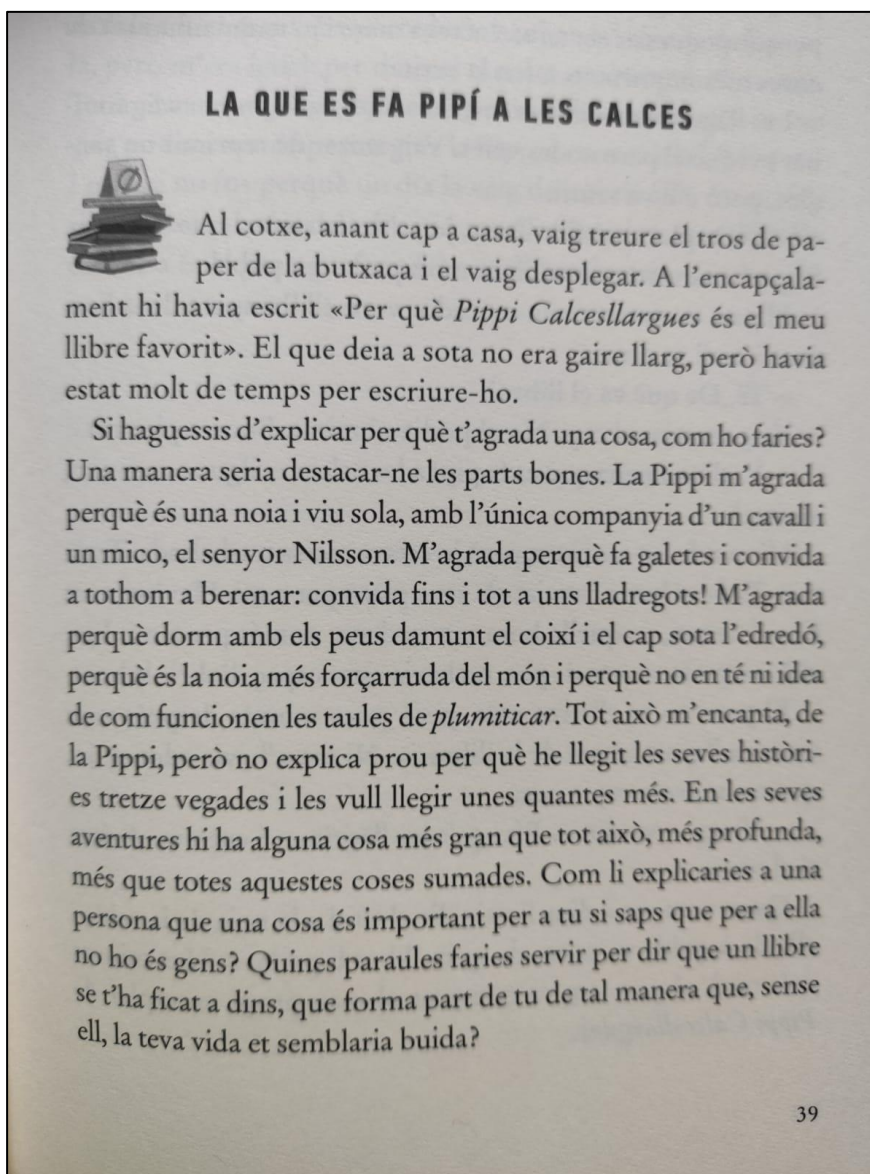 LA QUE ES FA PIPÍ A LES CALCES
Al cotxe, anant cap a casa, vaig treure el tros de pa-
per de la butxaca i el vaig desplegar. A l’encapçala-
ment hi havia escrit «Per què Pippi Calcesllargues és el meu
llibre favorit». El que deia a sota no era gaire llarg, però havia
estat molt de temps per escriure-ho.
Si haguessis d’explicar per què t’agrada una cosa, com ho faries?
Una manera seria destacar-ne les parts bones. La Pippi m’agrada
perquè és una noia i viu sola, amb l’única companyia d’un cavall i
un mico, el senyor Nilsson. M’agrada perquè fa galetes i convida
a tothom a berenar: convida fins i tot a uns lladregots! M’agrada
perquè dorm amb els peus damunt el coixí i el cap sota l’edredó,
perquè és la noia més forçarruda del món i perquè no en té ni idea
de com funcionen les taules de plumiticar. Tot això m’encanta, de
la Pippi, però no explica prou per què he llegit les seves històri-
es tretze vegades i les vull llegir unes quantes més. En les seves
aventures hi ha alguna cosa més gran que tot això, més profunda,
més que totes aquestes coses sumades. Com li explicaries a una
persona que una cosa és important per a tu si saps que per a ella
no ho és gens? Quines paraules faries servir per dir que un llibre
se t’ha ficat a dins, que forma part de tu de tal manera que, sense
ell, la teva vida et semblaria buida?
39